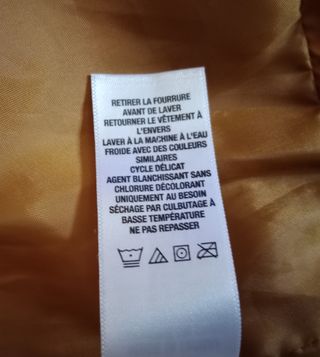 RETIRER LA FOURRURE
AVANT DE LAVER
RETOURNER LE VÊTEMENT À
L'ENVERS
LAVER À LA MACHINE À L'EAU
FROIDE AVEC DES COULEURS
SIMILAIRES
CYCLE DÉLICAT
AGENT BLANCHISSANT SANS
CHLORURE DÉCOLORANT
UNIQUEMENT AU BESOIN
SÉCHAGE PAR CULBUTAGE À
BASSE TEMPÉRATURE
NE PAS REPASSER